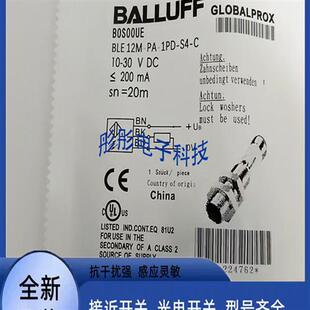 BALLUFF
GLOBALPROX
BOS00UE
BLE 12M-PA-1PD-S4-C
10-30 V DC
≤ 200 mA
sn=20m
Achtung!
Zahnscheiben
unbedingt verwenden
!
Attention!
Lock washers
must be used!
BN
BK
+ UB
彤彤电子科技
1 Stück/ piece
Country of origin
China
CE
LISTED IND.CONT.EQ 81U2
FOR USE IN THE
SECONDARY OF A CLASS 2
SOURCE OF SUPPLY
224762*
全新
抗干扰强 感应灵敏
接近开关 光电开关 型号齐全